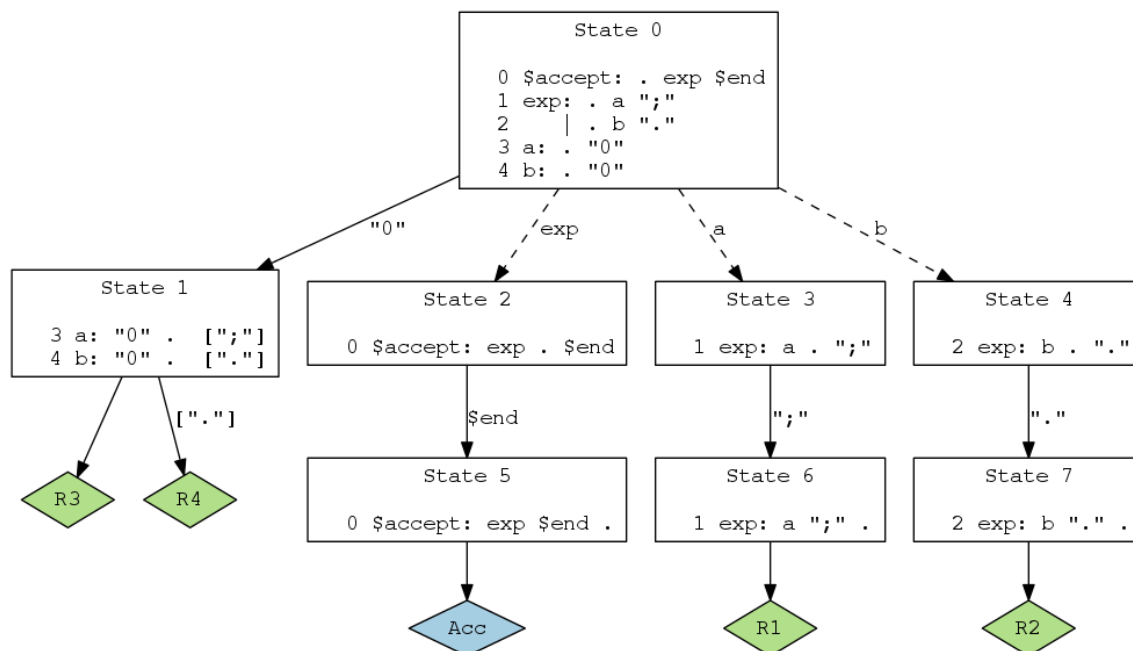 State 0
0 $accept: . exp $end
1 exp: . a ";"
2    | . b "."
3 a: . "0"
4 b: . "0"
"0"
exp
a
b
State 1
3 a: "0" .  [";"]
4 b: "0" .  ["."]
State 2
0 $accept: exp . $end
State 3
1 exp: a . ";"
State 4
2 exp: b . "."
["."]
$end
";"
"."
R3
R4
State 5
0 $accept: exp $end .
State 6
1 exp: a ";" .
State 7
2 exp: b "." .
Acc
R1
R2